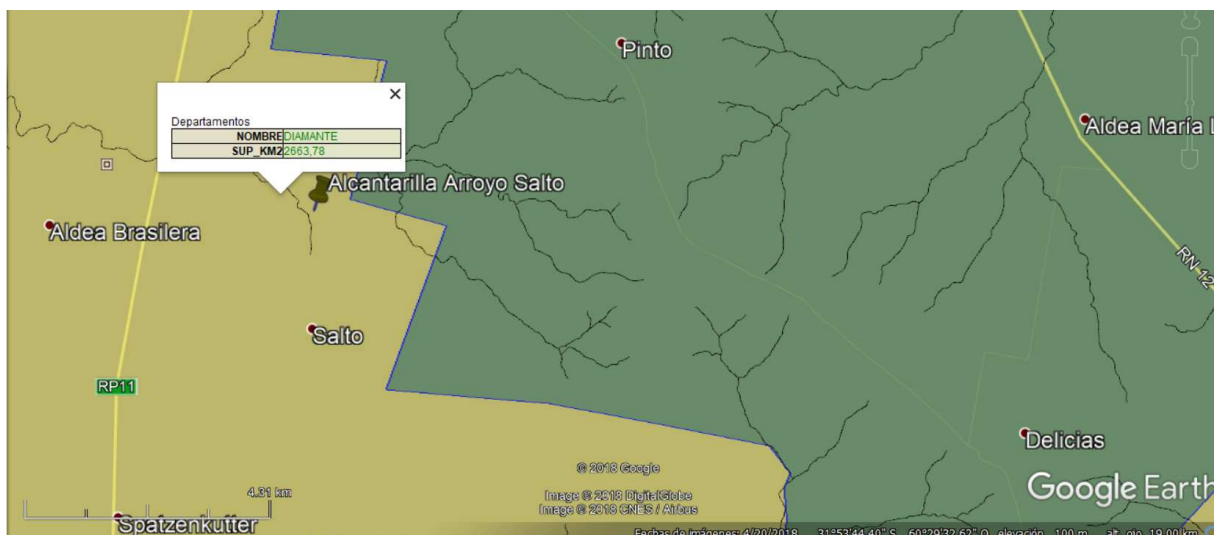 Pinto
Aldea María L
Departamentos
NOMBRE DIAMANTE
SUP_KM2 2663,78
Alcantarilla Arroyo Salto
Aldea Brasilera
RN 12
Salto
RP11
Delicias
© 2018 Google
Google Earth
4.31 km
Image © 2018 DigitalGlobe
Image © 2018 CNES / Airbus
Spatzenkutter
Fechas de imágenes: 4/20/2018 31°53'44.40" S 60°29'32.62" O elevación 100 m alt. ojo 19.00 km